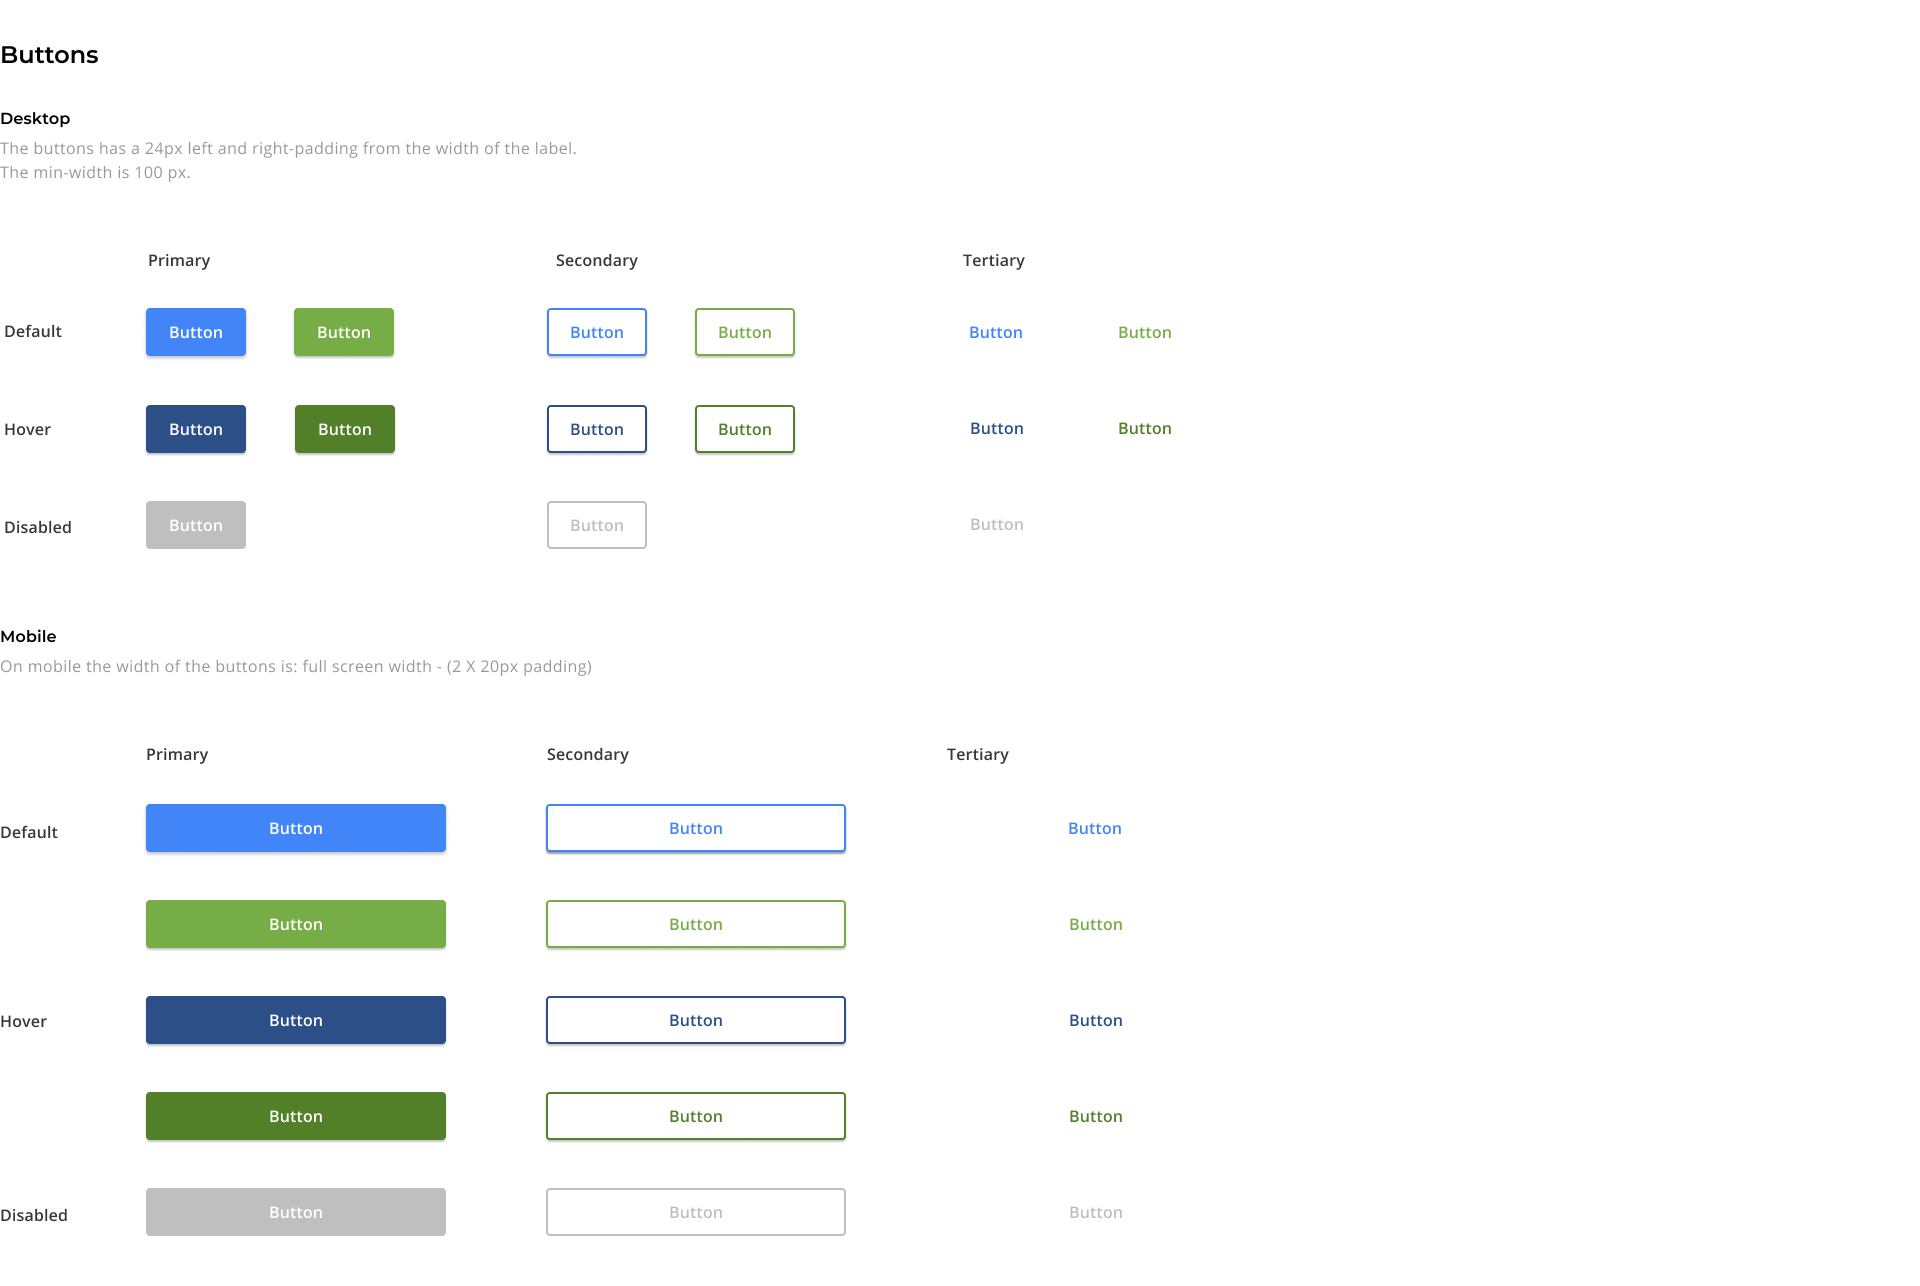 Buttons
Desktop
The buttons has a 24px left and right-padding from the width of the label.
The min-width is 100 px.
Primary Secondary Tertiary
Default Button Button Button Button Button Button
Hover Button Button Button Button Button Button
Disabled Button Button Button
Mobile
On mobile the width of the buttons is: full screen width - (2 X 20px padding)
Primary Secondary Tertiary
Default Button Button Button
Button Button Button
Hover Button Button Button
Button Button Button
Disabled Button Button Button